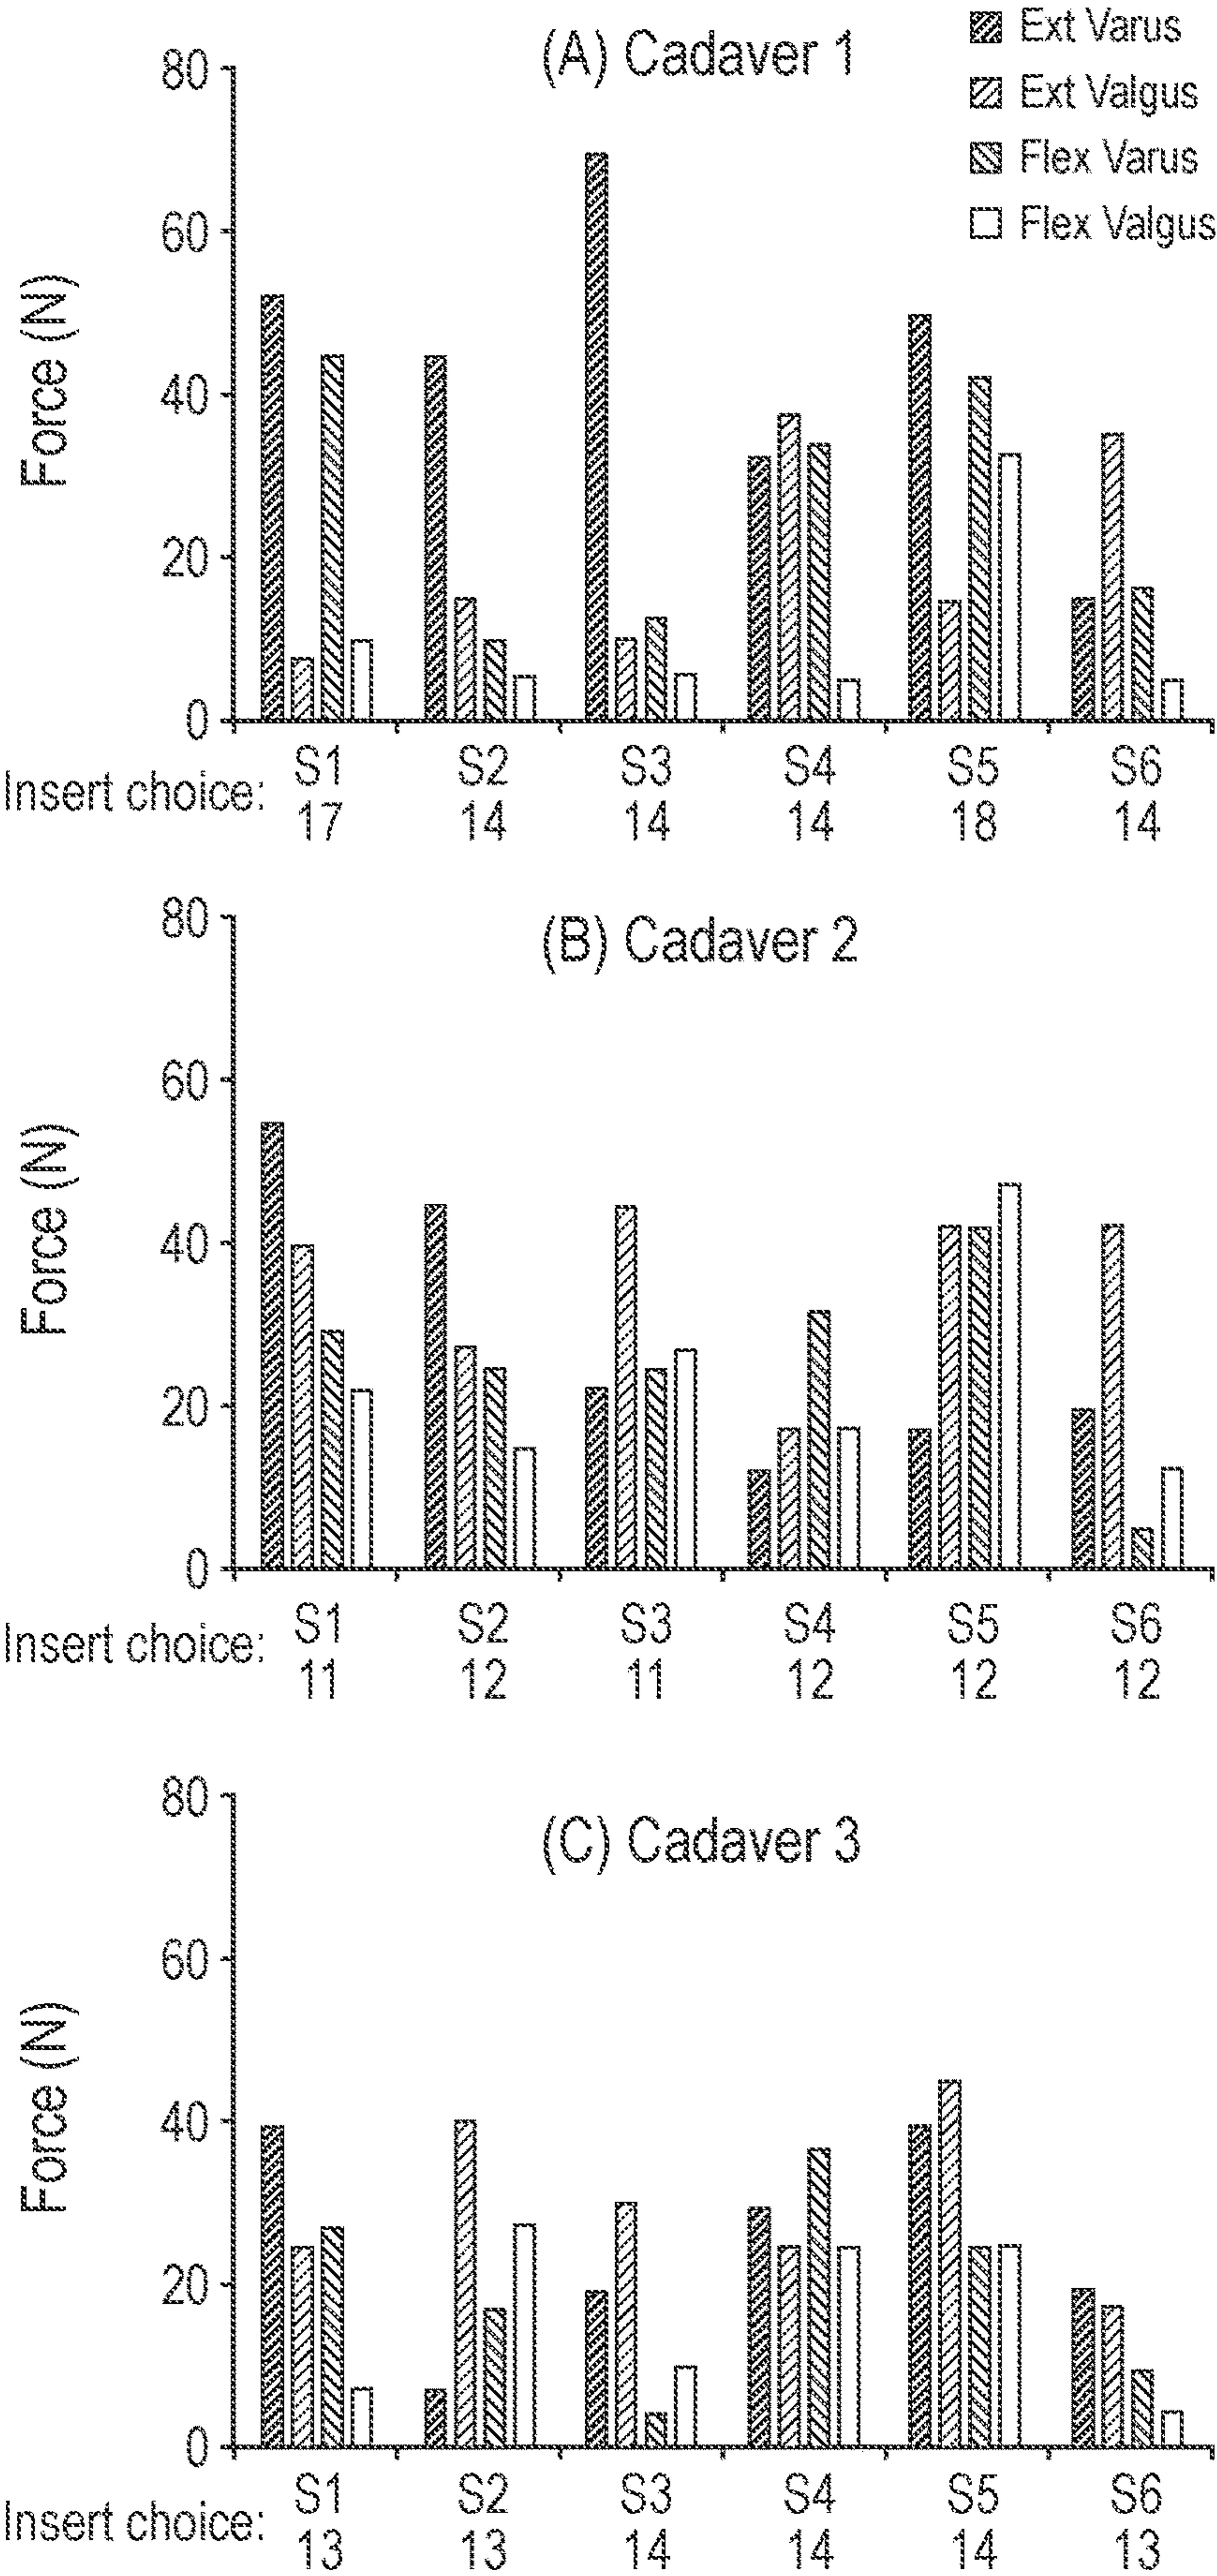 (A) Cadaver 1
Ext Varus
Ext Valgus
Flex Varus
Flex Valgus
Force (N)
80
60
40
20
0
S1 S2 S3 S4 S5 S6
Insert choice: 17 14 14 14 18 14
(B) Cadaver 2
Force (N)
80
60
40
20
0
S1 S2 S3 S4 S5 S6
Insert choice: 11 12 11 12 12 12
(C) Cadaver 3
Force (N)
80
60
40
20
0
S1 S2 S3 S4 S5 S6
Insert choice: 13 13 14 14 14 13